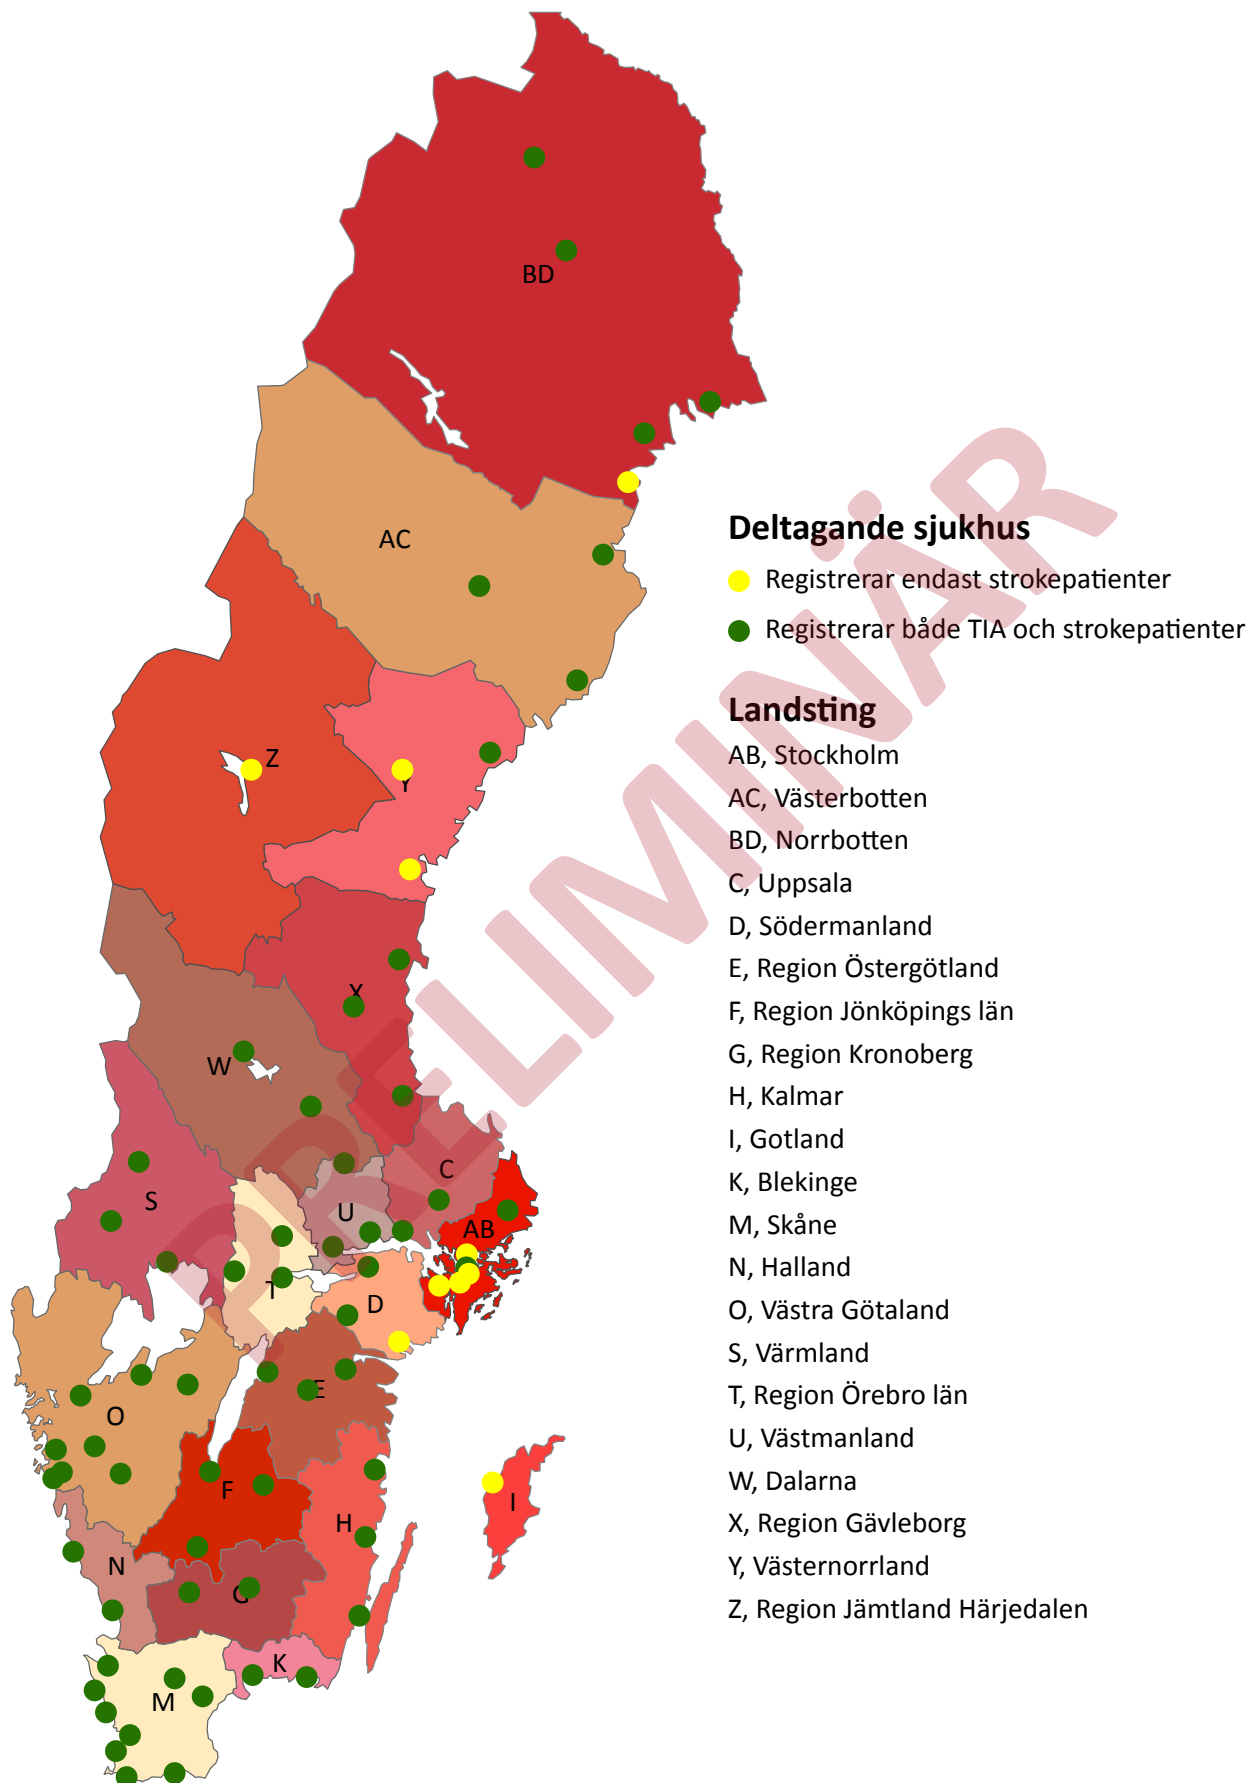 BD
AC
Z
Y
X
W
S
C
U
AB
T
D
E
O
F
I
H
N
G
K
M
Deltagande sjukhus
Registrerar endast strokepatienter
Registrerar både TIA och strokepatienter
Landsting
AB, Stockholm
AC, Västerbotten
BD, Norrbotten
C, Uppsala
D, Södermanland
E, Region Östergötland
F, Region Jönköpings län
G, Region Kronoberg
H, Kalmar
I, Gotland
K, Blekinge
M, Skåne
N, Halland
O, Västra Götaland
S, Värmland
T, Region Örebro län
U, Västmanland
W, Dalarna
X, Region Gävleborg
Y, Västernorrland
Z, Region Jämtland Härjedalen
PRELIMINÄR